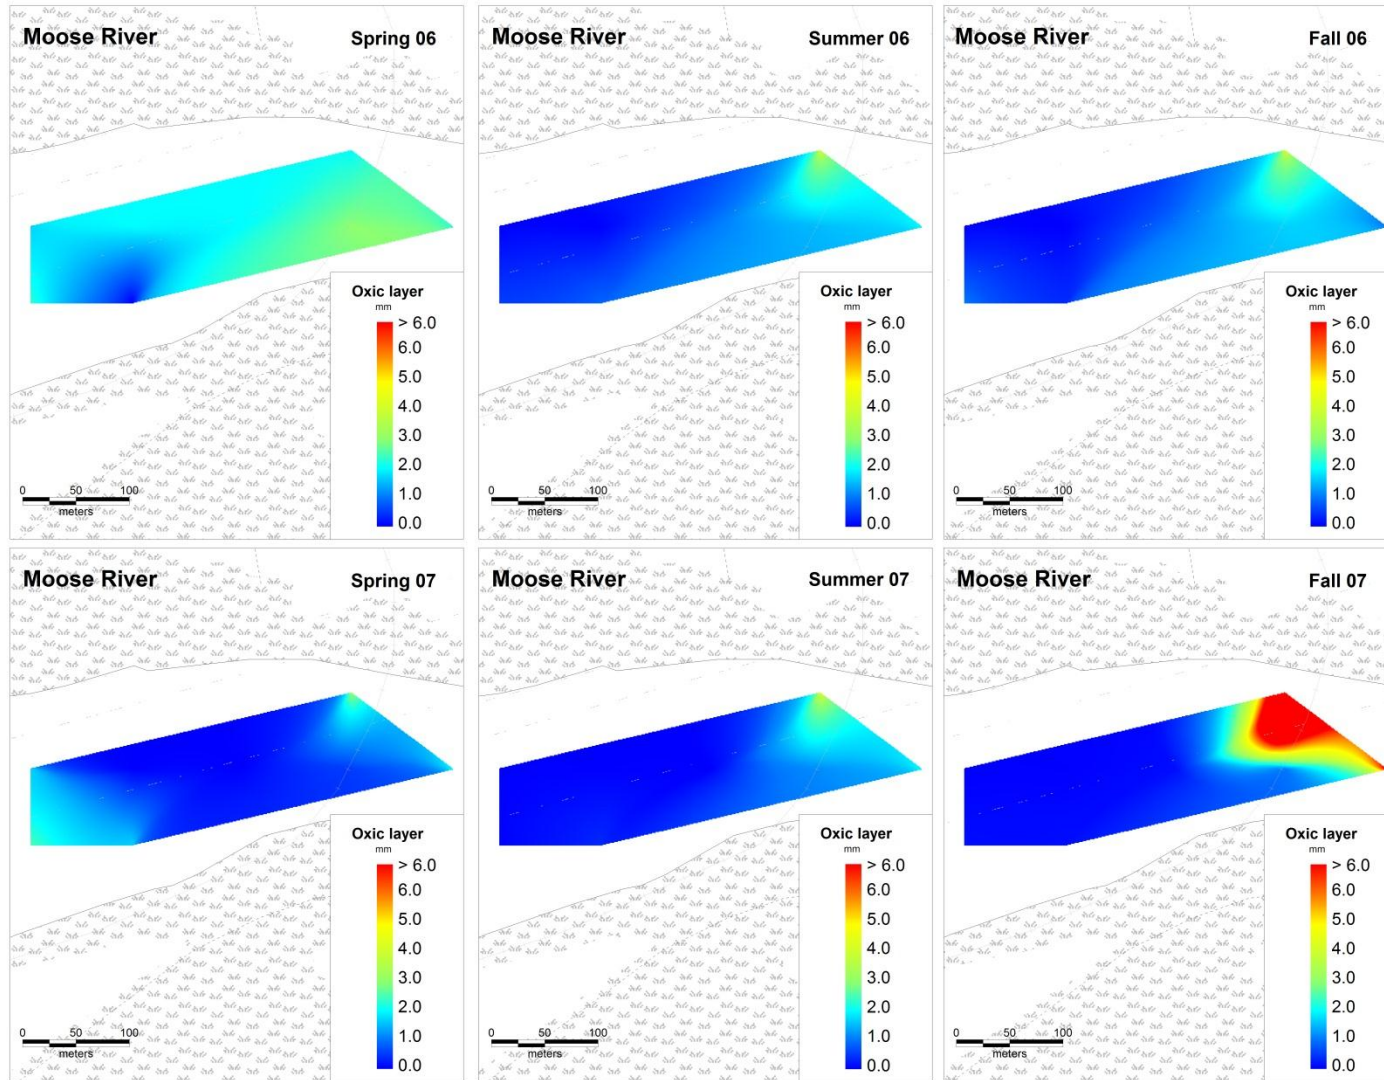 Moose River Spring 06
Oxic layer
mm
> 6.0
6.0
5.0
4.0
3.0
2.0
1.0
0.0
0 50 100
meters
Moose River Summer 06
Oxic layer
mm
> 6.0
6.0
5.0
4.0
3.0
2.0
1.0
0.0
0 50 100
meters
Moose River Fall 06
Oxic layer
mm
> 6.0
6.0
5.0
4.0
3.0
2.0
1.0
0.0
0 50 100
meters
Moose River Spring 07
Oxic layer
mm
> 6.0
6.0
5.0
4.0
3.0
2.0
1.0
0.0
0 50 100
meters
Moose River Summer 07
Oxic layer
mm
> 6.0
6.0
5.0
4.0
3.0
2.0
1.0
0.0
0 50 100
meters
Moose River Fall 07
Oxic layer
mm
> 6.0
6.0
5.0
4.0
3.0
2.0
1.0
0.0
0 50 100
meters